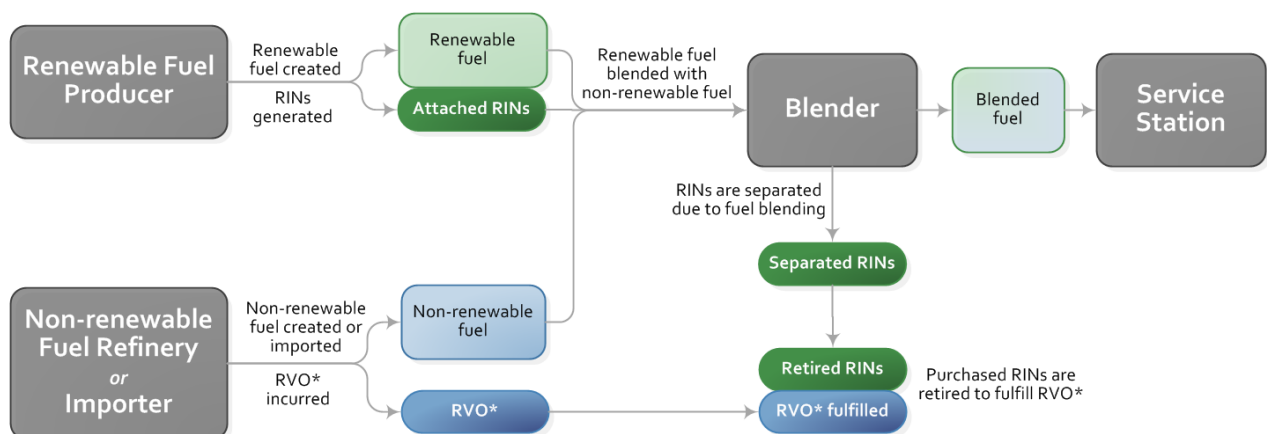 Renewable Fuel
Producer
Renewable
fuel created
RINs
generated
Renewable
fuel
Attached RINs
Renewable fuel
blended with
non-renewable fuel
Blender
Blended
fuel
Service
Station
RINs are separated
due to fuel blending
Separated RINs
Non-renewable
Fuel Refinery
or
Importer
Non-renewable
fuel created or
imported
RVO*
incurred
Non-renewable
fuel
RVO*
Retired RINs
RVO* fulfilled
Purchased RINs are
retired to fulfill RVO*